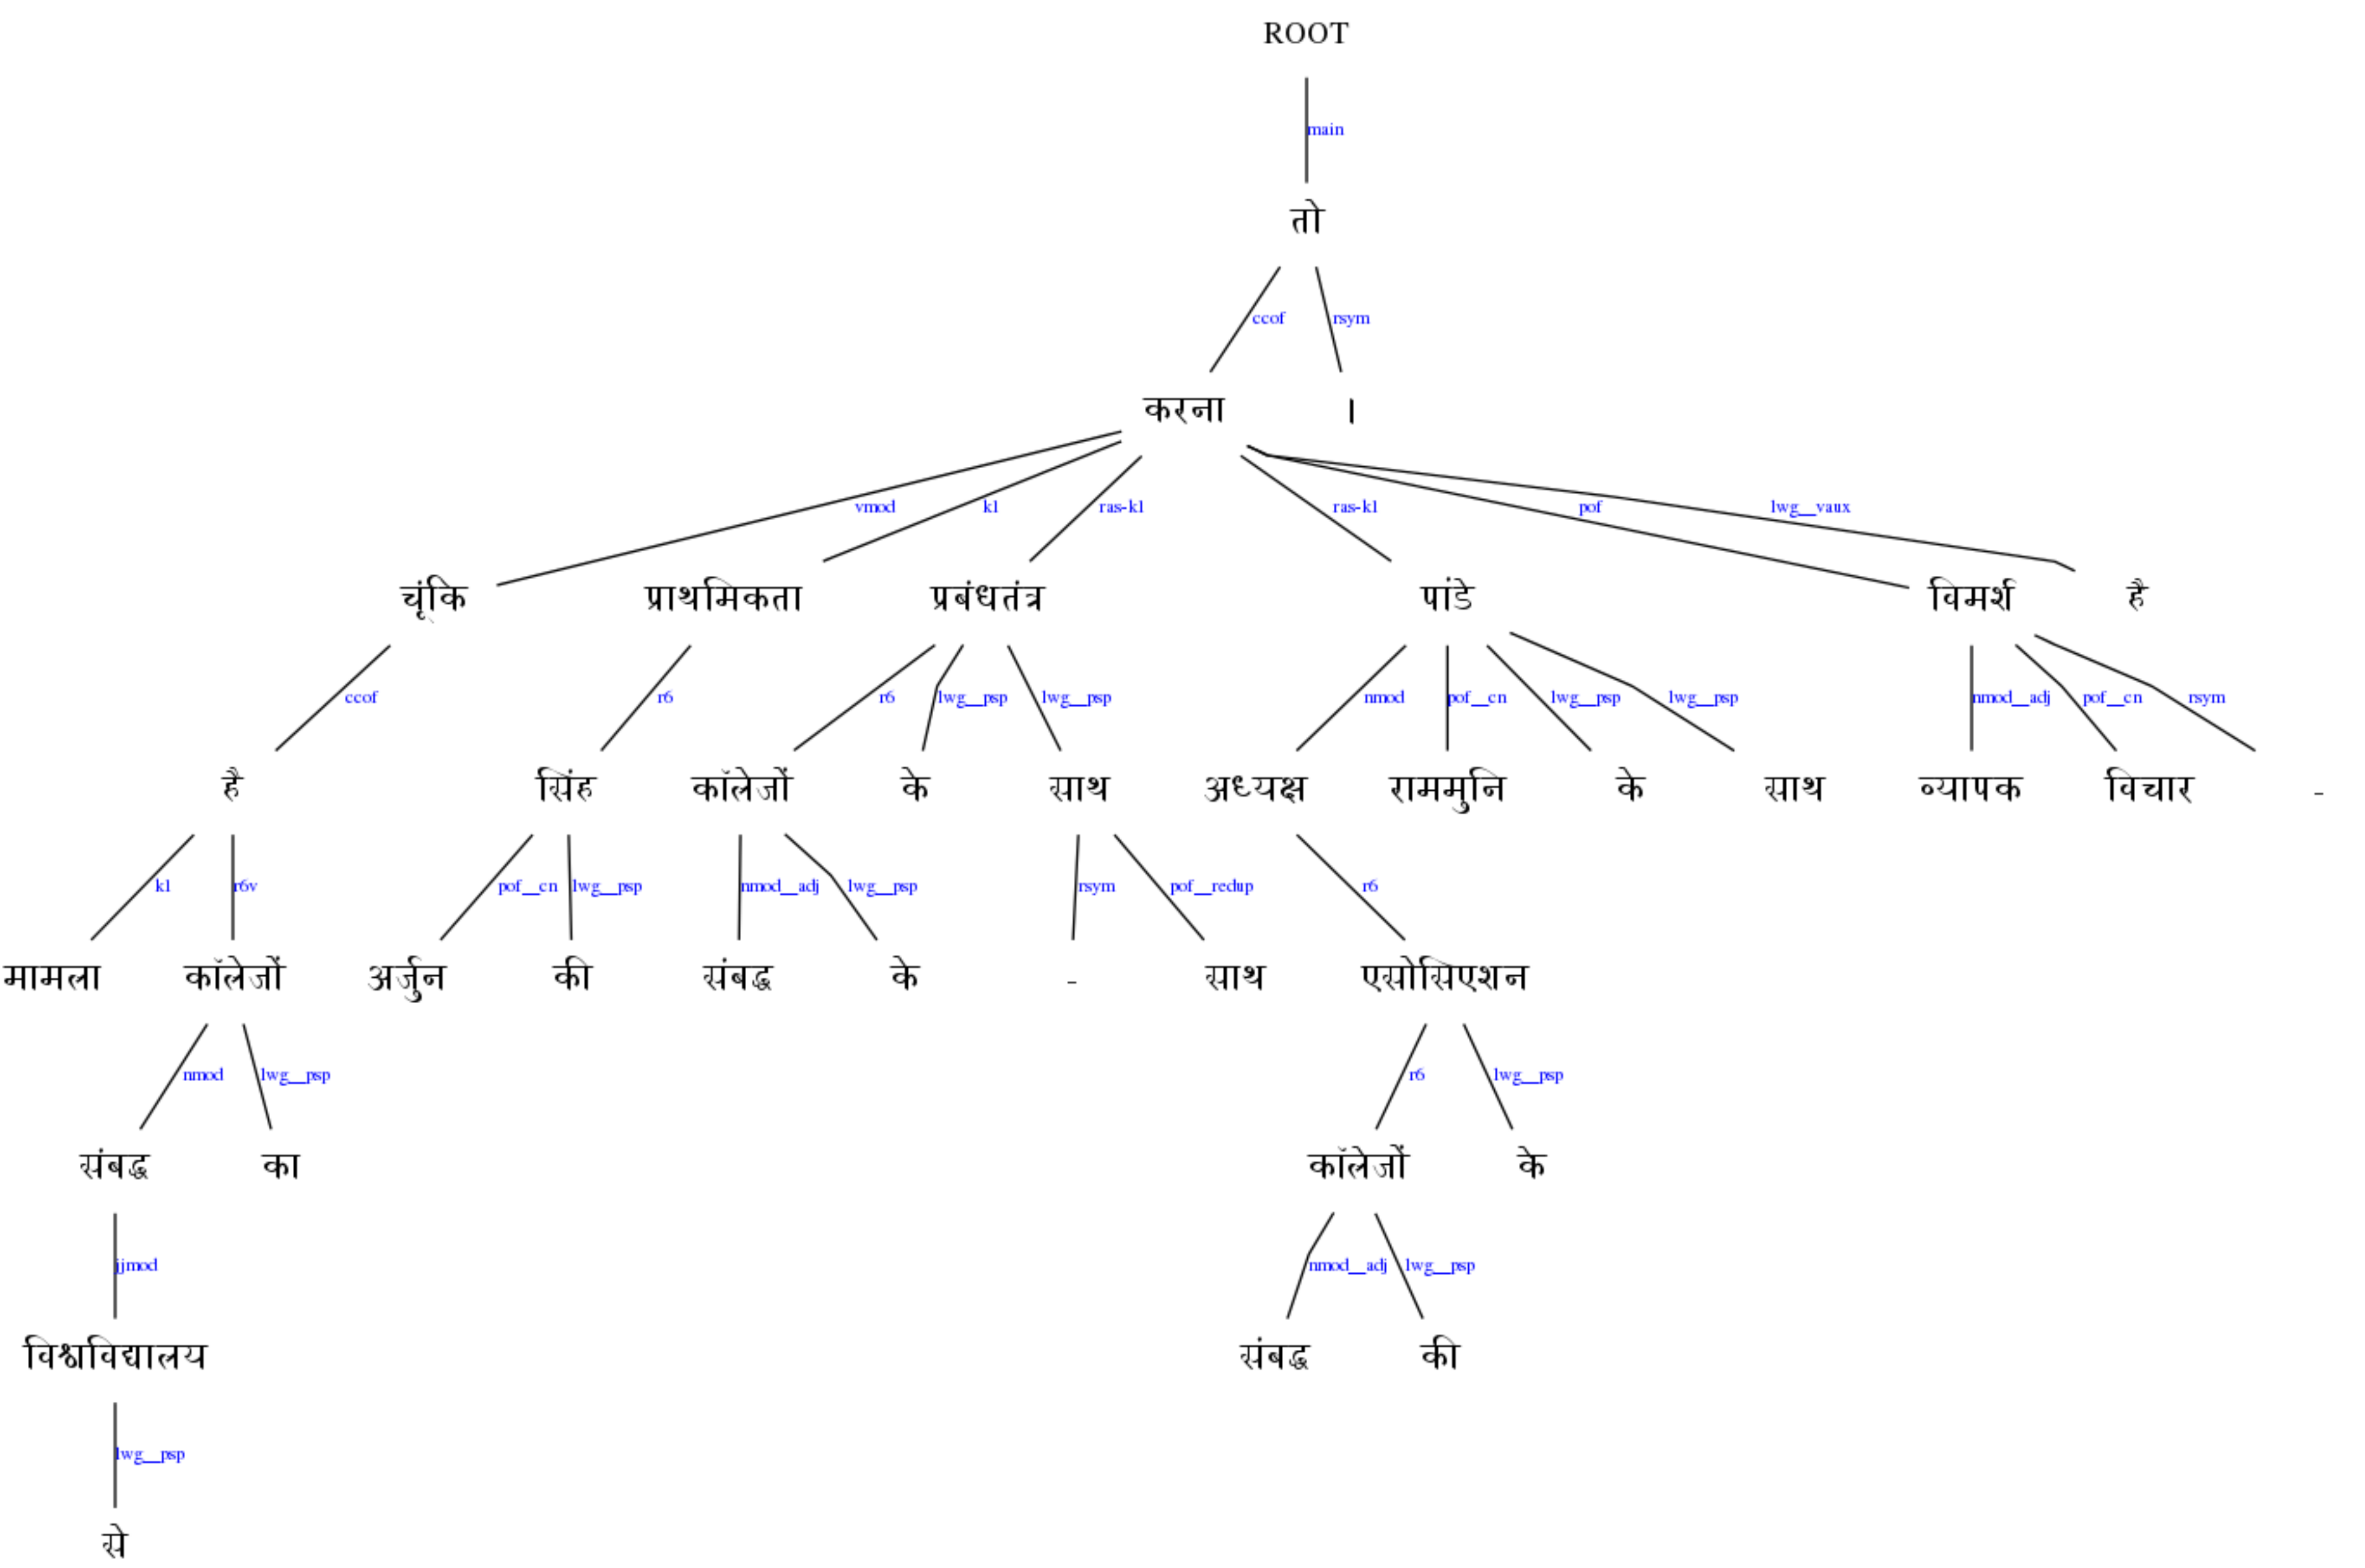 ROOT
main
तो
ccof rsym
करना ।
vmod k1 ras-k1 ras-k1 pof lwg__vaux
चूंकि प्राथमिकता प्रबंधतंत्र पांडे विमर्श है
ccof r6 r6 lwg__psp lwg__psp nmod pof__cn lwg__psp lwg__psp nmod__adj pof__cn rsym
है सिंह कॉलेजों के साथ अध्यक्ष राममुनि के साथ व्यापक विचार -
k1 r6v pof__cn lwg__psp nmod__adj lwg__psp rsym pof__redup r6
मामला कॉलेजों अर्जुन की संबद्ध के - साथ एसोसिएशन
nmod lwg__psp r6 lwg__psp
संबद्ध का कॉलेजों के
jjmod nmod__adj lwg__psp
विश्वविद्यालय संबद्ध की
lwg__psp
से